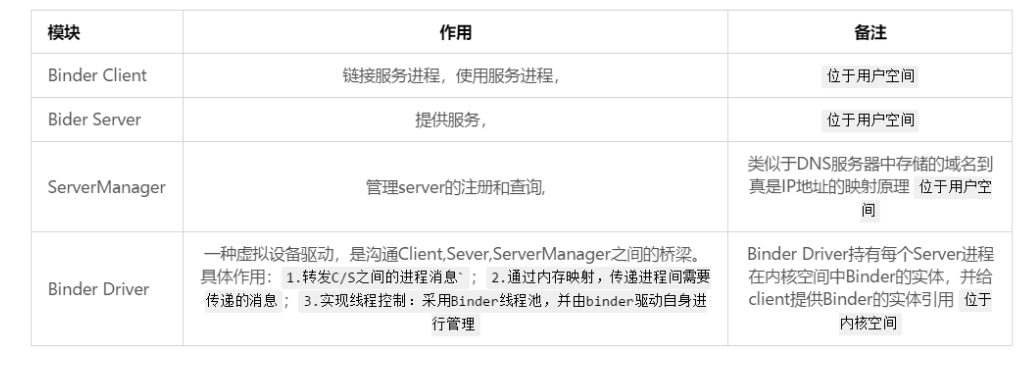 模块 作用 备注
Binder Client 链接服务进程，使用服务进程， 位于用户空间
Bider Server 提供服务， 位于用户空间
ServerManager 管理server的注册和查询, 类似于DNS服务器中存储的域名到
真是IP地址的映射原理 位于用户空
间
Binder Driver 一种虚拟设备驱动，是沟通Client,Sever,ServerManager之间的桥梁。
具体作用： 1.转发C/S之间的进程消息` ； 2.通过内存映射，传递进程间需要
传递的消息 ； 3.实现线程控制：采用Binder线程池，并由binder驱动自身进
行管理
Binder Driver持有每个Server进程
在内核空间中Binder的实体，并给
client提供Binder的实体引用 位于
内核空间